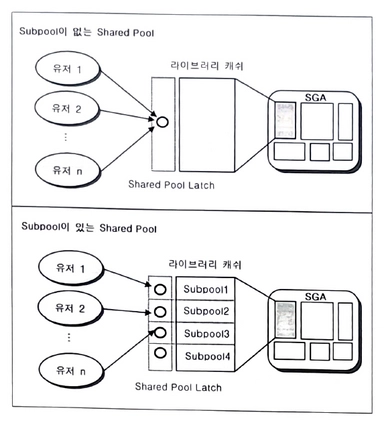 Subpool이 없는 Shared Pool
유저 1
유저 2
⋮
유저 n
라이브러리 캐쉬
SGA
Shared Pool Latch
Subpool이 있는 Shared Pool
유저 1
유저 2
⋮
유저 n
라이브러리 캐쉬
Subpool1
Subpool2
Subpool3
Subpool4
SGA
Shared Pool Latch